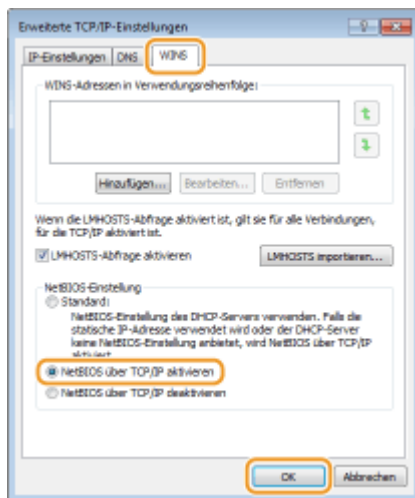 Erweiterte TCP/IP-Einstellungen
IP-Einstellungen DNS WINS
WINS-Adressen in Verwendungsreihenfolge:
Hinzufügen... Bearbeiten... Entfernen
Wenn die LMHOSTS-Abfrage aktiviert ist, gilt sie für alle Verbindungen,
für die TCP/IP aktiviert ist.
LMHOSTS-Abfrage aktivieren LMHOSTS importieren...
NetBIOS-Einstellung
Standard:
NetBIOS-Einstellung des DHCP-Servers verwenden. Falls die
statische IP-Adresse verwendet wird oder der DHCP-Server
keine NetBIOS-Einstellung anbietet, wird NetBIOS über TCP/IP
aktiviert.
NetBIOS über TCP/IP aktivieren
NetBIOS über TCP/IP deaktivieren
OK Abbrechen